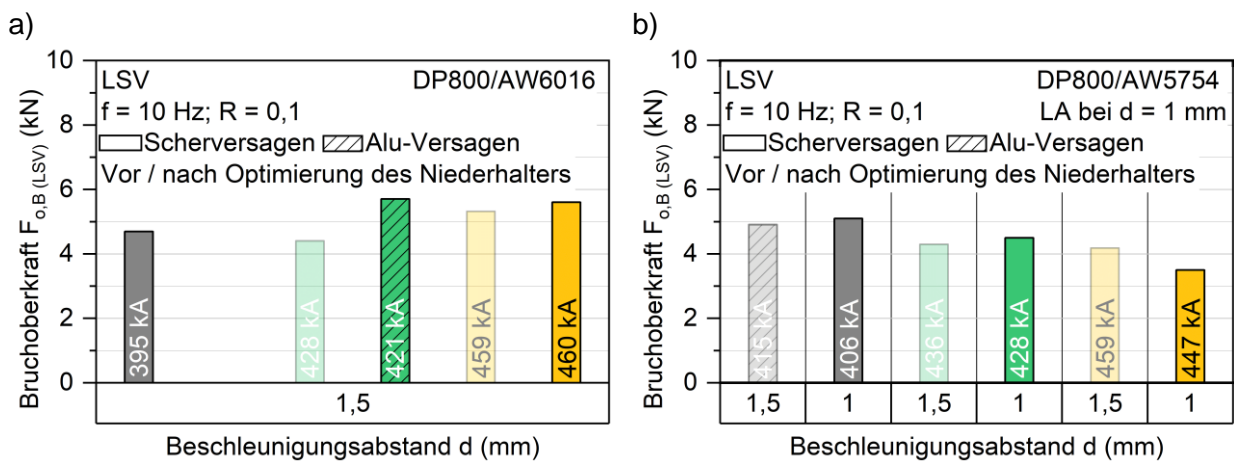 a)
Bruchoberkraft F o,B (LSV) (kN)
10
8
6
4
2
0
LSV DP800/AW6016
f = 10 Hz; R = 0,1
Scherversagen Alu-Versagen
Vor / nach Optimierung des Niederhalters
395 kA
428 kA
421 kA
459 kA
460 kA
1,5
Beschleunigungsabstand d (mm)
b)
Bruchoberkraft F o,B (LSV) (kN)
10
8
6
4
2
0
LSV DP800/AW5754
f = 10 Hz; R = 0,1 LA bei d = 1 mm
Scherversagen Alu-Versagen
Vor / nach Optimierung des Niederhalters
415 kA
406 kA
436 kA
428 kA
459 kA
447 kA
1,5 1 1,5 1 1,5 1
Beschleunigungsabstand d (mm)